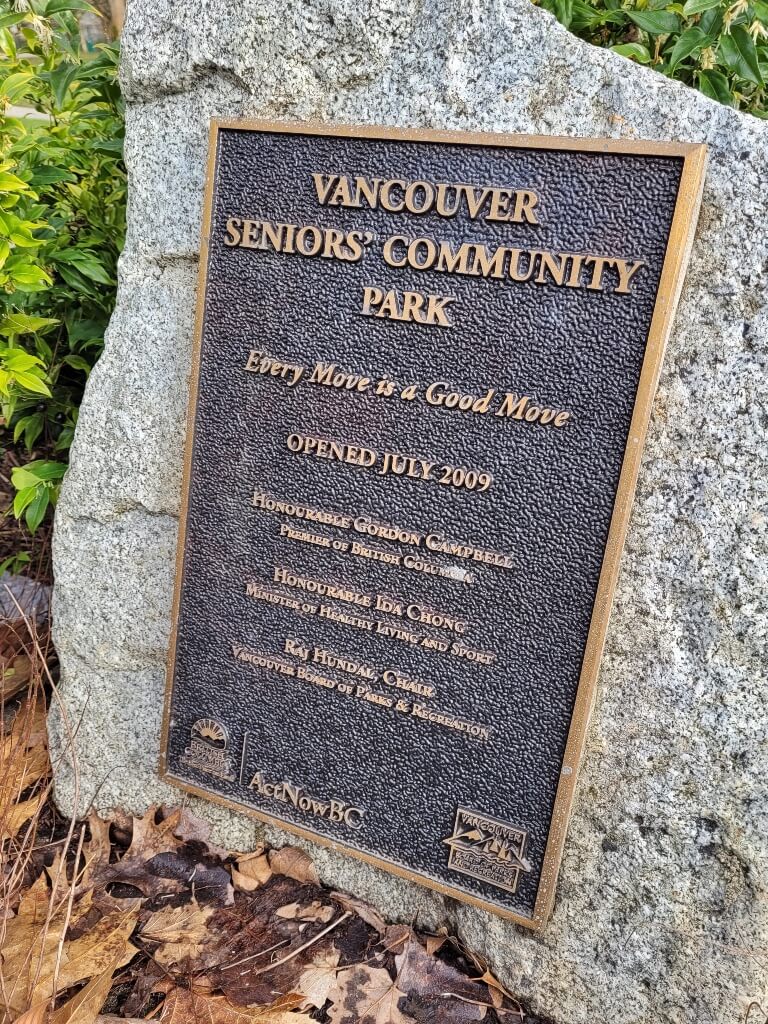 VANCOUVER
SENIORS' COMMUNITY
PARK
Every Move is a Good Move
OPENED JULY 2009
HONOURABLE GORDON CAMPBELL
PREMIER OF BRITISH COLUMBIA
HONOURABLE IDA CHONG
MINISTER OF HEALTHY LIVING AND SPORT
RAJ HUNDAL, CHAIR
VANCOUVER BOARD OF PARKS & RECREATION
ActNowBC
VANCOUVER